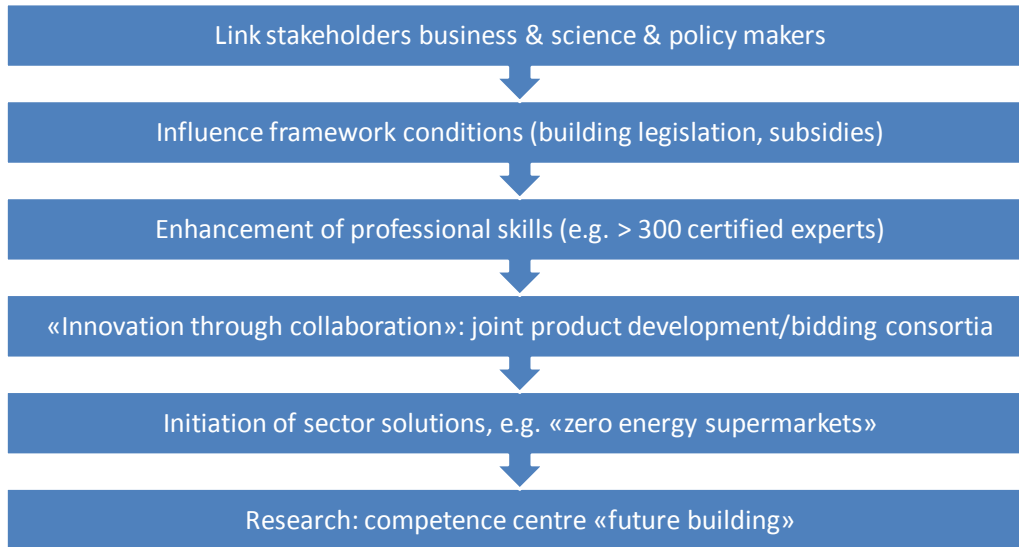 Link stakeholders business & science & policy makers
Influence framework conditions (building legislation, subsidies)
Enhancement of professional skills (e.g. > 300 certified experts)
«Innovation through collaboration»: joint product development/bidding consortia
Initiation of sector solutions, e.g. «zero energy supermarkets»
Research: competence centre «future building»